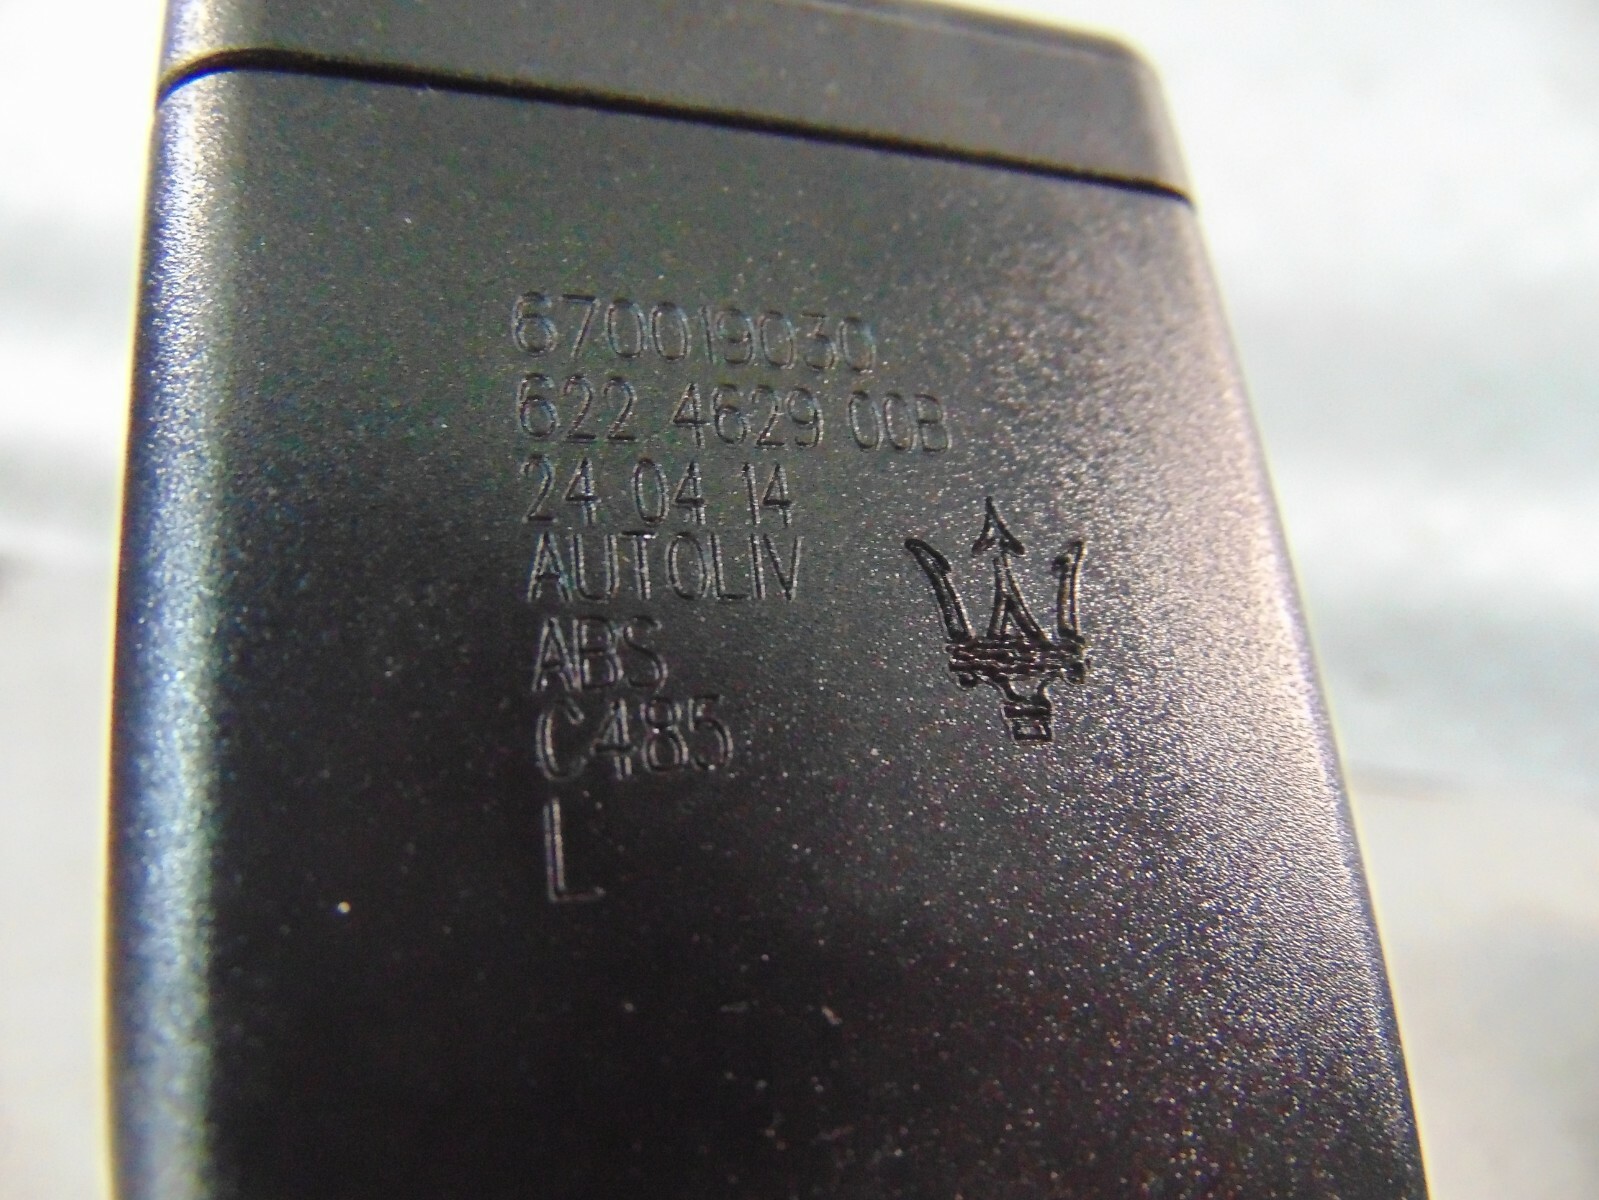 670019030
622 4629 00B
24 04 14
AUTOLIV
ABS
C485
L